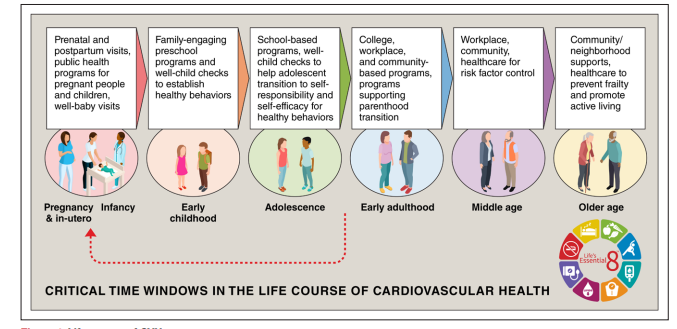 Prenatal and
postpartum visits,
public health
programs for
pregnant people
and children,
well-baby visits
Family-engaging
preschool
programs and
well-child checks
to establish
healthy behaviors
School-based
programs, well-
child checks to
help adolescent
transition to self-
responsibility and
self-efficacy for
healthy behaviors
College,
workplace,
and community-
based programs,
programs
supporting
parenthood
transition
Workplace,
community,
healthcare for
risk factor control
Community/
neighborhood
supports,
healthcare to
prevent frailty
and promote
active living
Pregnancy
& in-utero
Infancy
Early
childhood
Adolescence
Early adulthood
Middle age
Older age
Life's
Essential
8
CRITICAL TIME WINDOWS IN THE LIFE COURSE OF CARDIOVASCULAR HEALTH